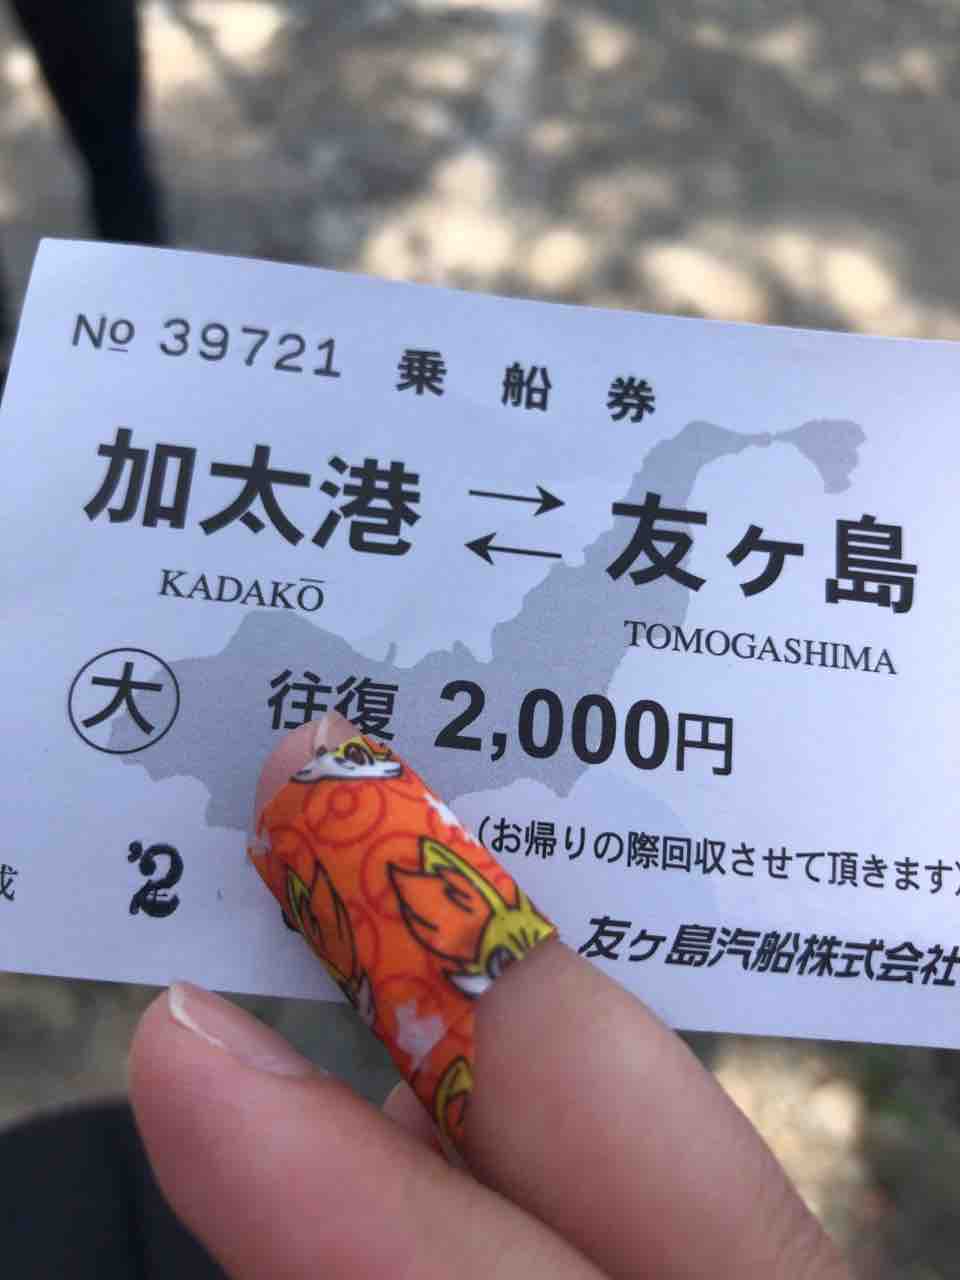 No 39721 乗船券
加太港 ⇄ 友ヶ島
KADAKŌ TOMOGASHIMA
大 往復 2,000円
(お帰りの際回収させて頂きます)
成 '2
友ヶ島汽船株式会社